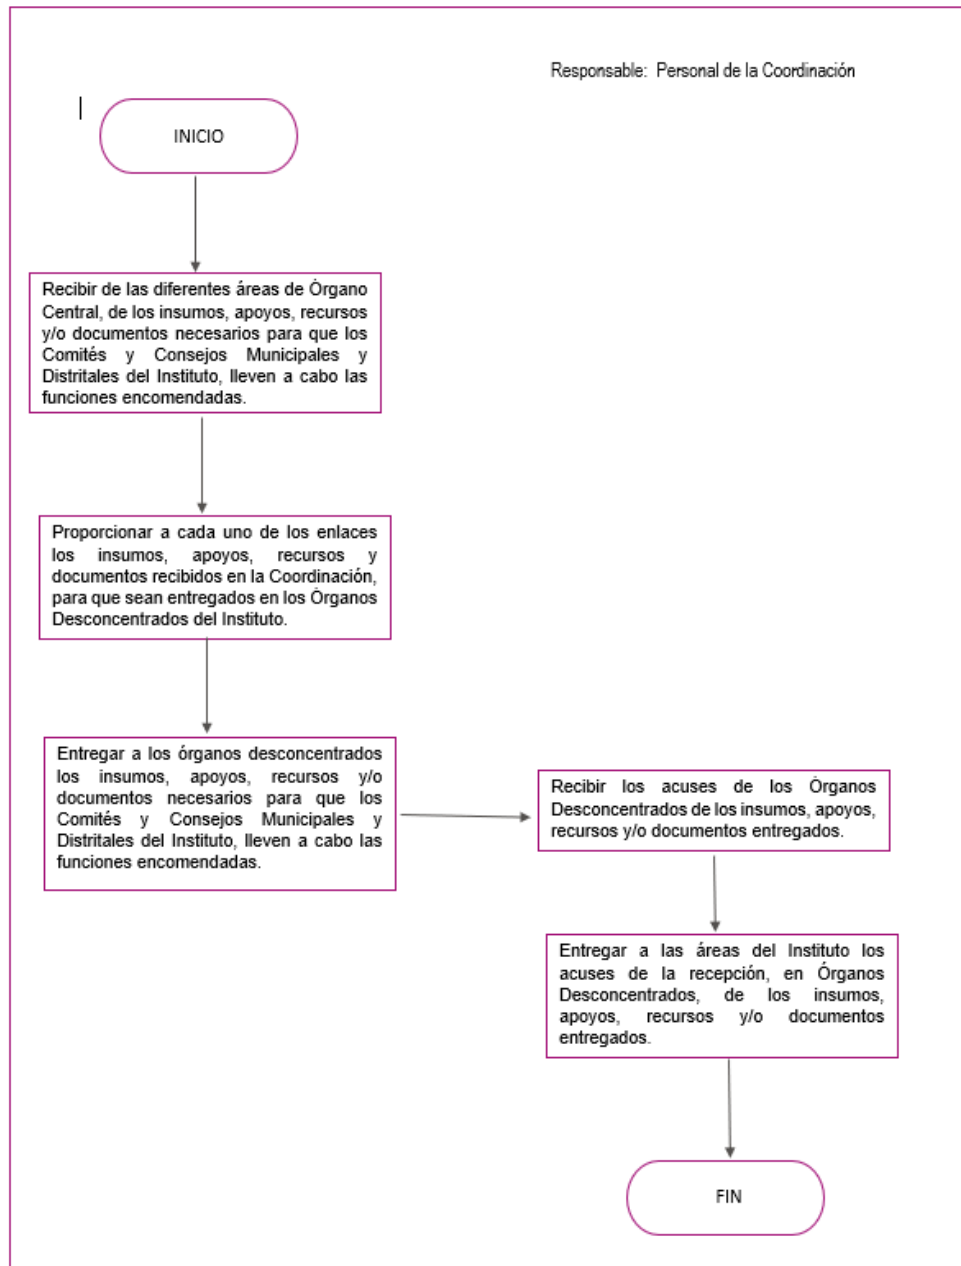 Responsable: Personal de la Coordinación
INICIO
Recibir de las diferentes áreas de Órgano
Central, de los insumos, apoyos, recursos
y/o documentos necesarios para que los
Comités y Consejos Municipales y
Distritales del Instituto, lleven a cabo las
funciones encomendadas.
Proporcionar a cada uno de los enlaces
los insumos, apoyos, recursos y
documentos recibidos en la Coordinación,
para que sean entregados en los Órganos
Desconcentrados del Instituto.
Entregar a los órganos desconcentrados
los insumos, apoyos, recursos y/o
documentos necesarios para que los
Comités y Consejos Municipales y
Distritales del Instituto, lleven a cabo las
funciones encomendadas.
Recibir los acuses de los Órganos
Desconcentrados de los insumos, apoyos,
recursos y/o documentos entregados.
Entregar a las áreas del Instituto los
acuses de la recepción, en Órganos
Desconcentrados, de los insumos,
apoyos, recursos y/o documentos
entregados.
FIN